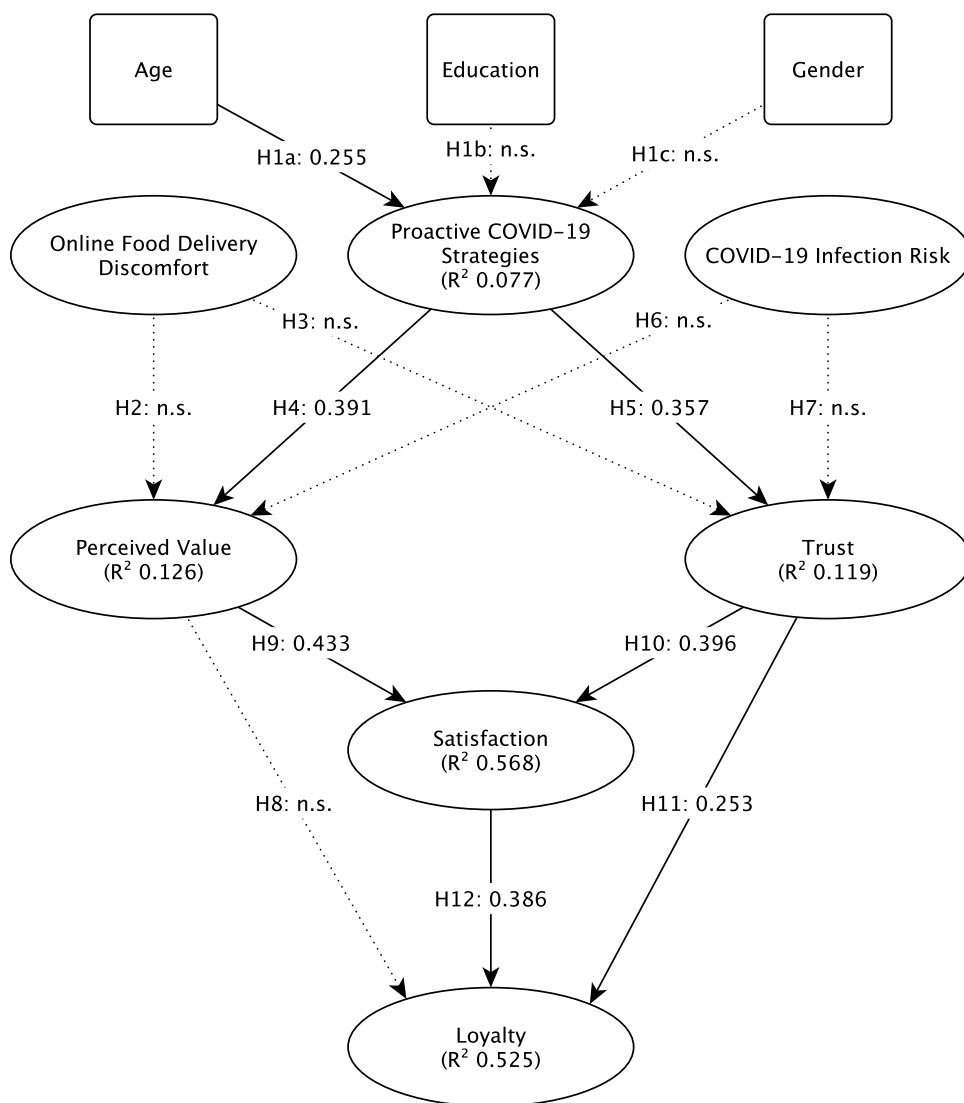 Age
Education
Gender
H1a: 0.255
H1b: n.s.
H1c: n.s.
Online Food Delivery
Discomfort
Proactive COVID–19
Strategies
(R² 0.077)
COVID–19 Infection Risk
H3: n.s.
H6: n.s.
H2: n.s.
H4: 0.391
H5: 0.357
H7: n.s.
Perceived Value
(R² 0.126)
Trust
(R² 0.119)
H9: 0.433
H10: 0.396
Satisfaction
(R² 0.568)
H8: n.s.
H11: 0.253
H12: 0.386
Loyalty
(R² 0.525)